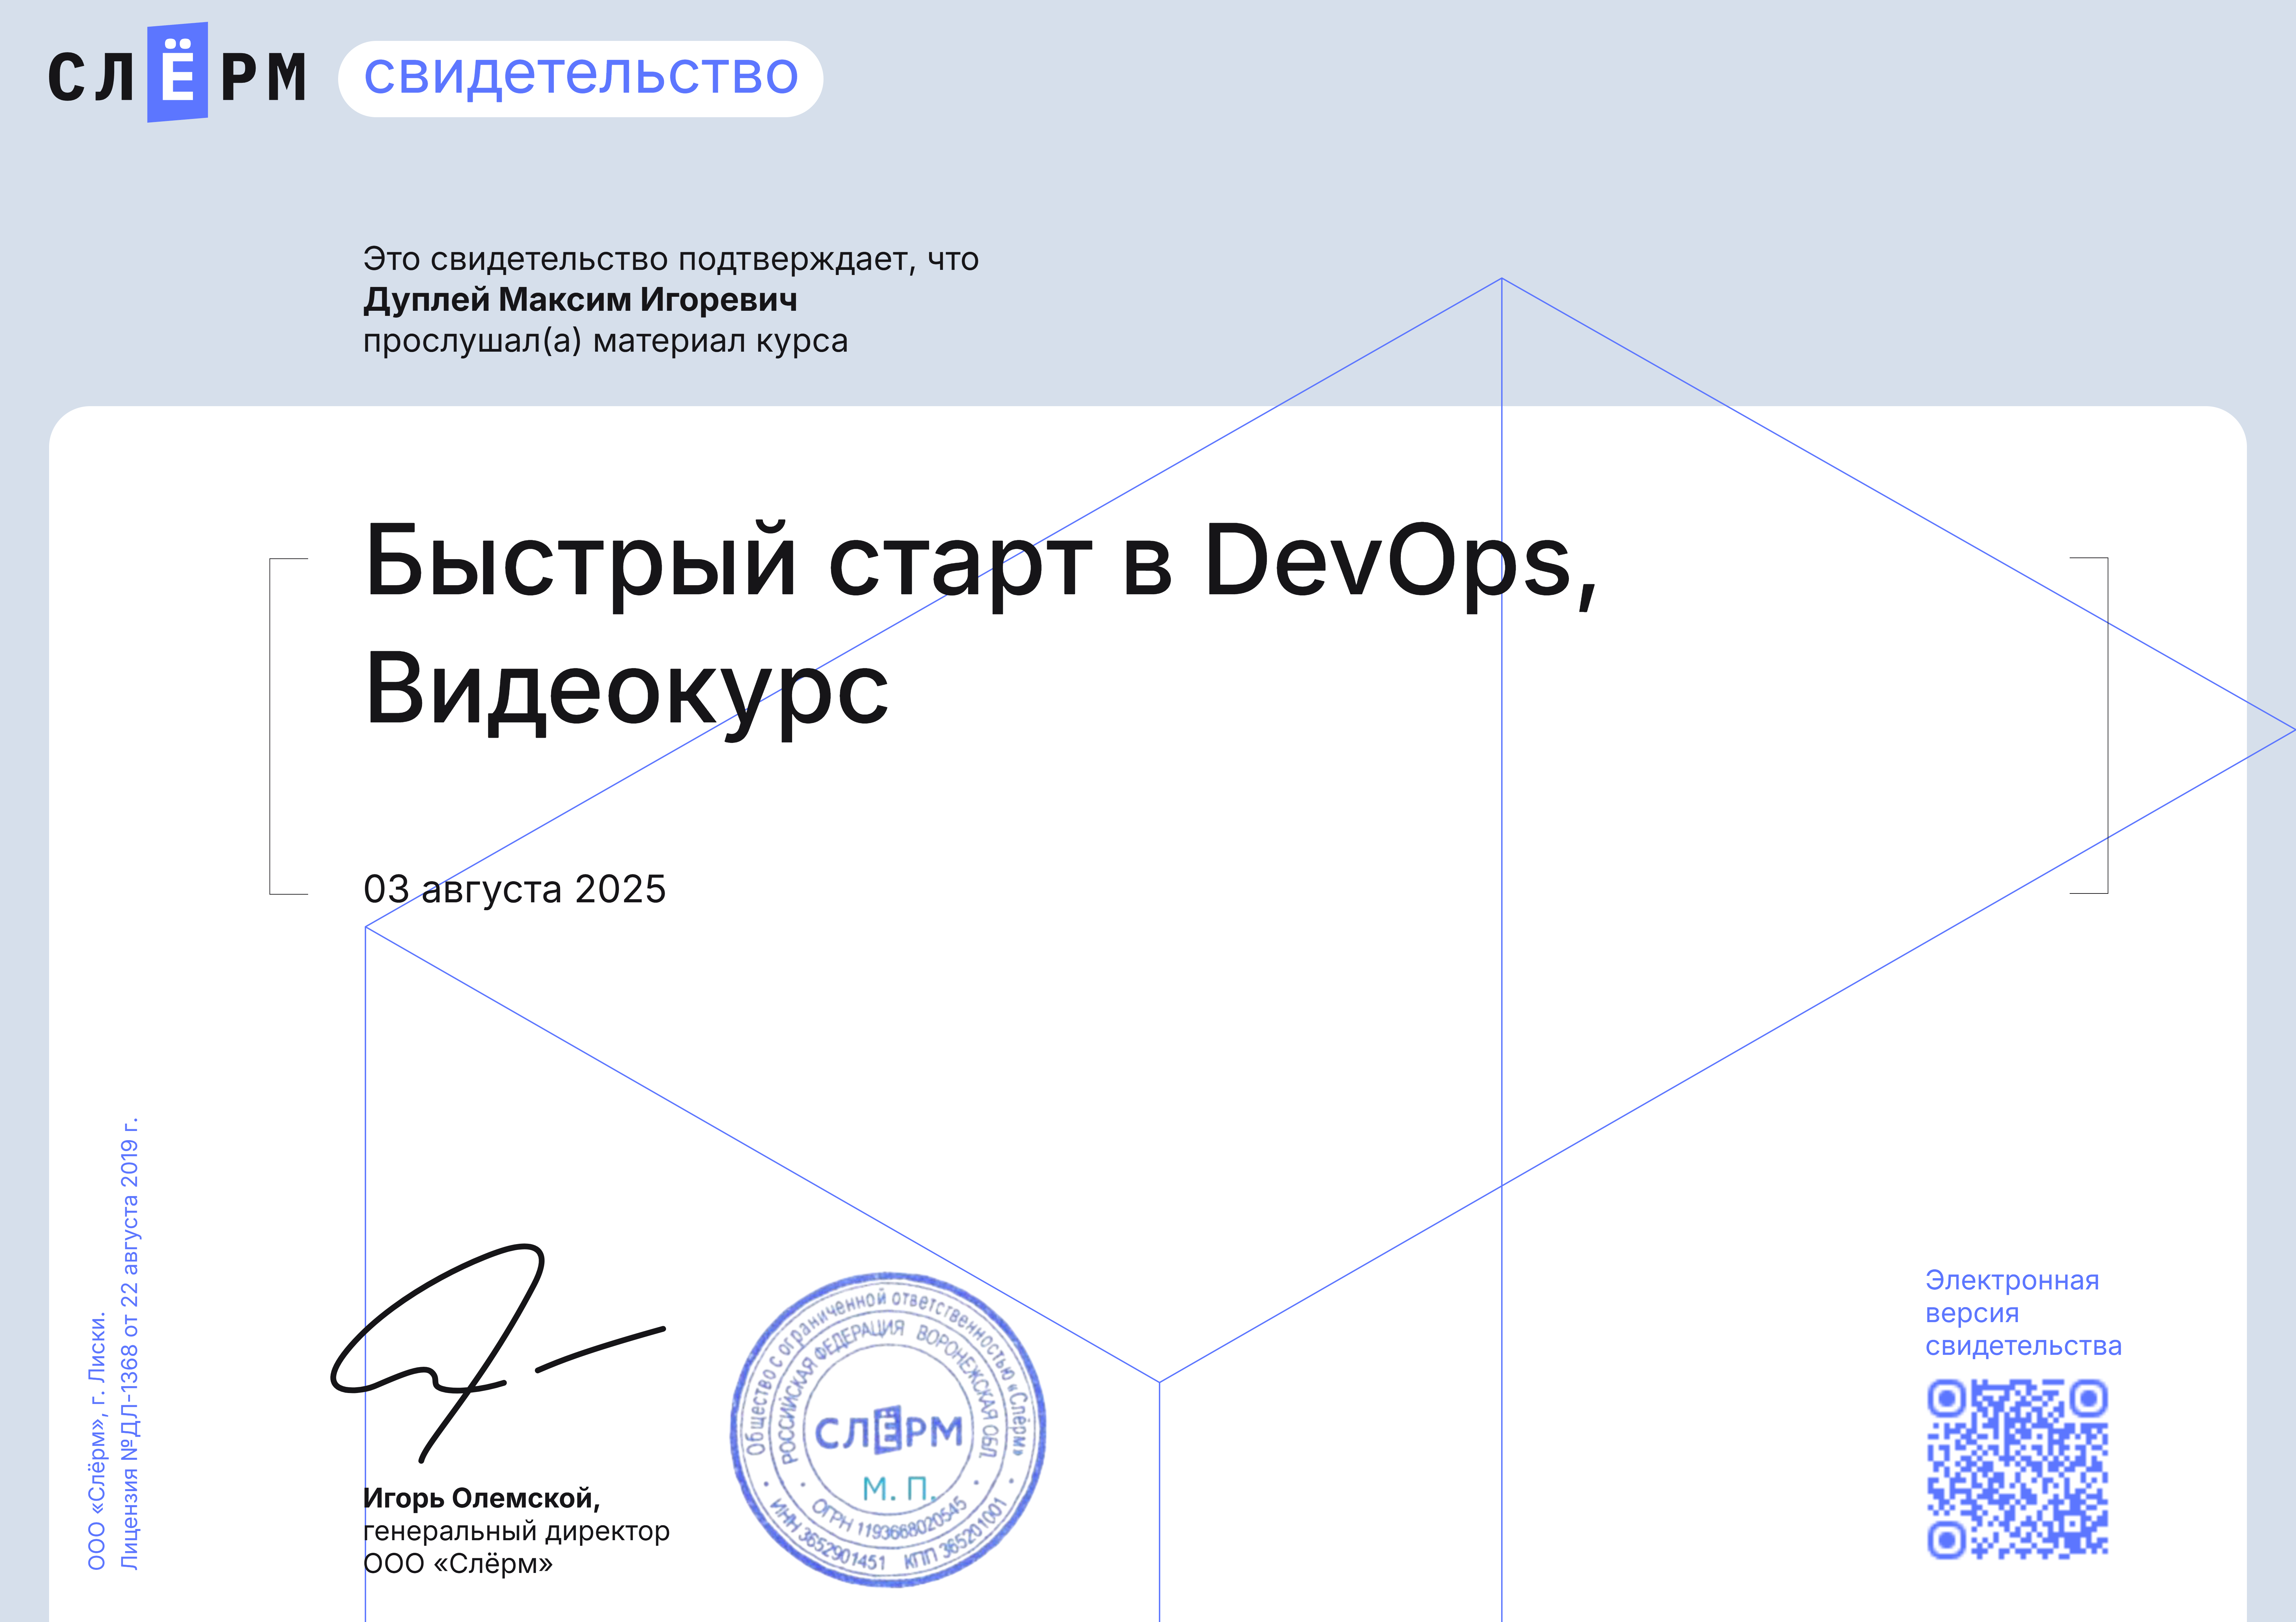 СЛЁРМ свидетельство
Это свидетельство подтверждает, что
Дуплей Максим Игоревич
прослушал(а) материал курса
Быстрый старт в DevOps,
Видеокурс
03 августа 2025
ООО «Слёрм», г. Лиски.
Лицензия №ДЛ-1368 от 22 августа 2019 г.
Игорь Олемской,
генеральный директор
ООО «Слёрм»
Общество с ограниченной ответственностью «Слёрм»
РОССИЙСКАЯ ФЕДЕРАЦИЯ ВОРОНЕЖСКАЯ ОБЛ
СЛЁРМ
М. П.
ОГРН 1193668020545
ИНН 3652901451 КПП 365201001
Электронная
версия
свидетельства